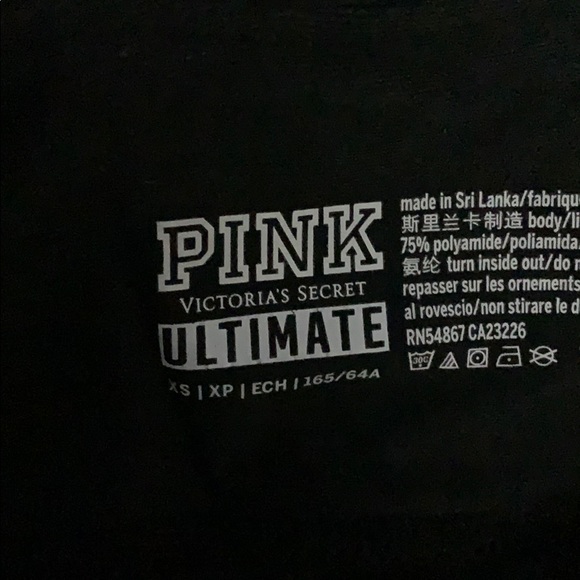 PINK
VICTORIA'S SECRET
ULTIMATE
XS | XP | ECH | 165/64A
made in Sri Lanka/fabriqu
斯里兰卡制造 body/li
75% polyamide/poliamida
氨纶 turn inside out/do
repasser sur les ornements
al rovescio/non stirare le d
RN54867 CA23226
30C